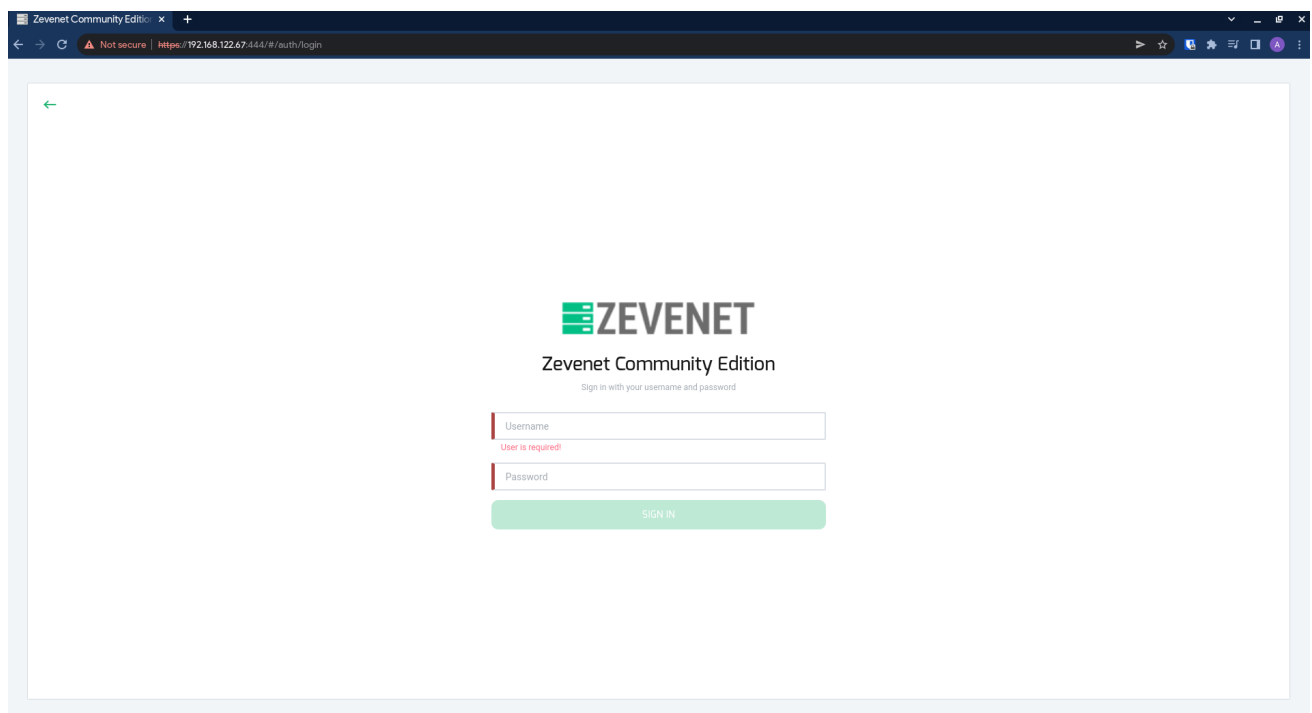 Zevenet Community Edition
Not secure | https://192.168.122.67:444/#/auth/login
A
ZEVENET
Zevenet Community Edition
Sign in with your username and password
Username
User is required!
Password
SIGN IN